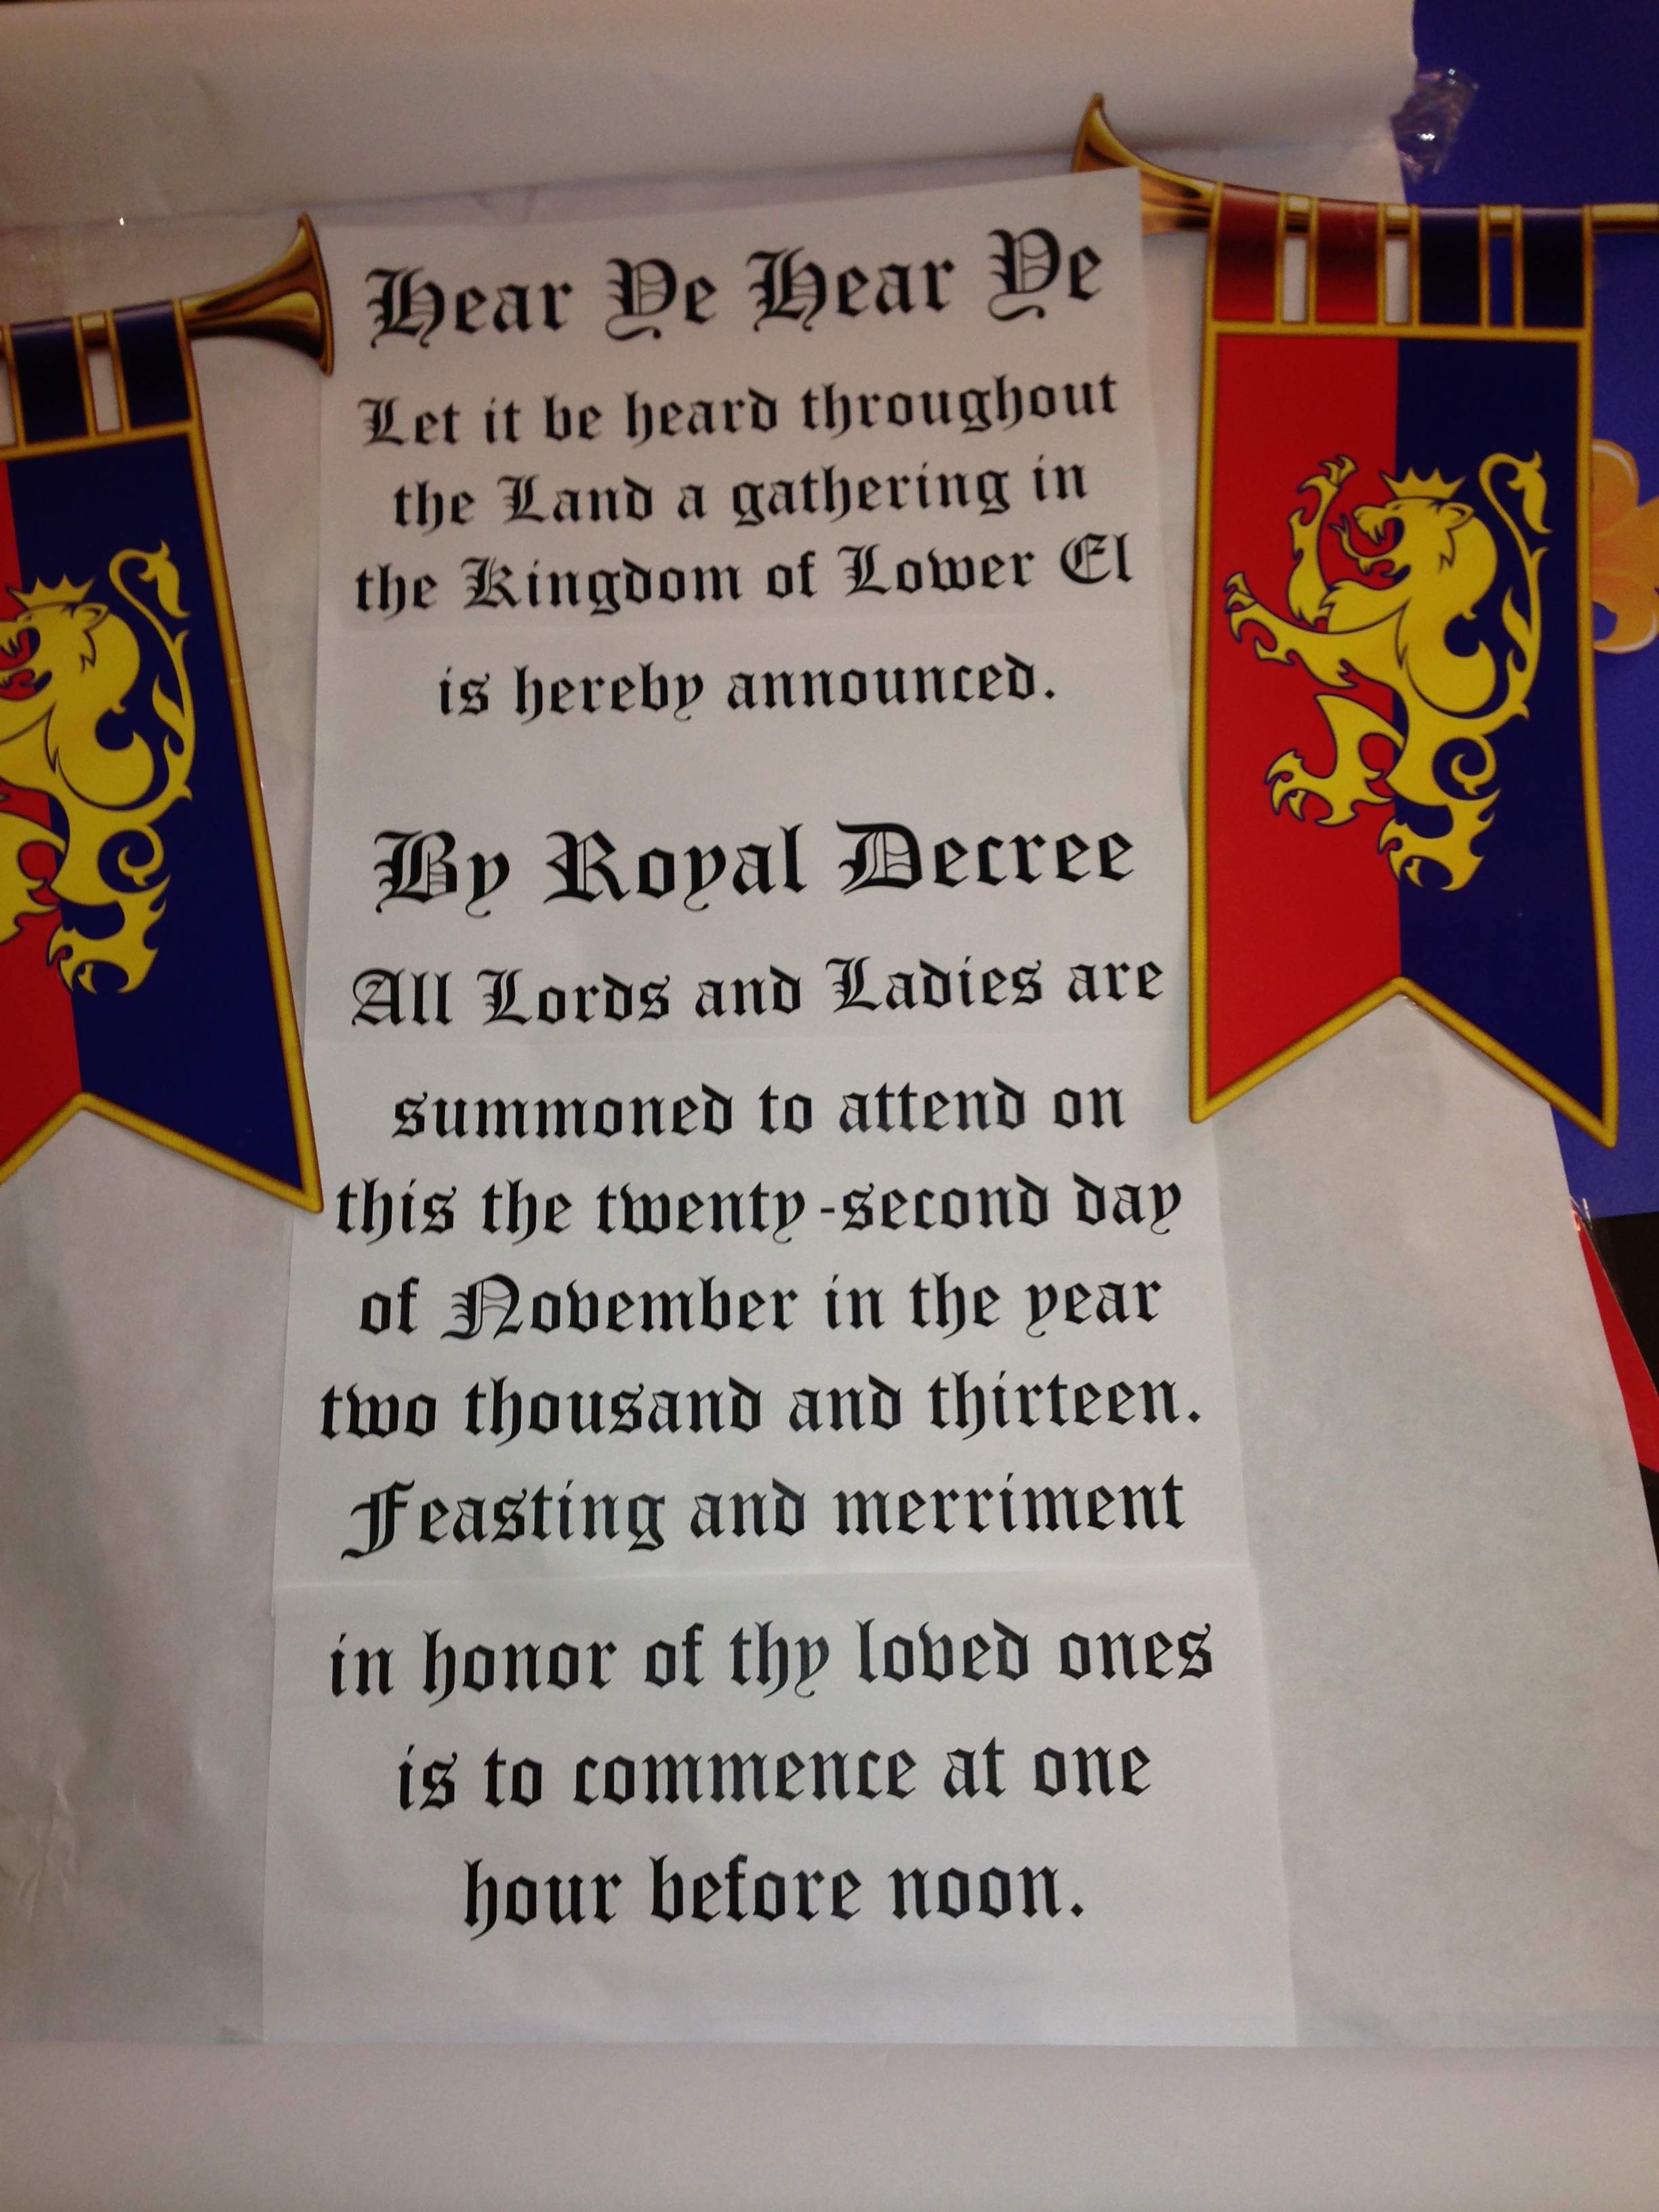 Hear Ye Hear Ye
Let it be heard throughout
the Land a gathering in
the Kingdom of Lower El
is hereby announced.
By Royal Decree
All Lords and Ladies are
summoned to attend on
this the twenty-second day
of November in the year
two thousand and thirteen.
Feasting and merriment
in honor of thy loved ones
is to commence at one
hour before noon.